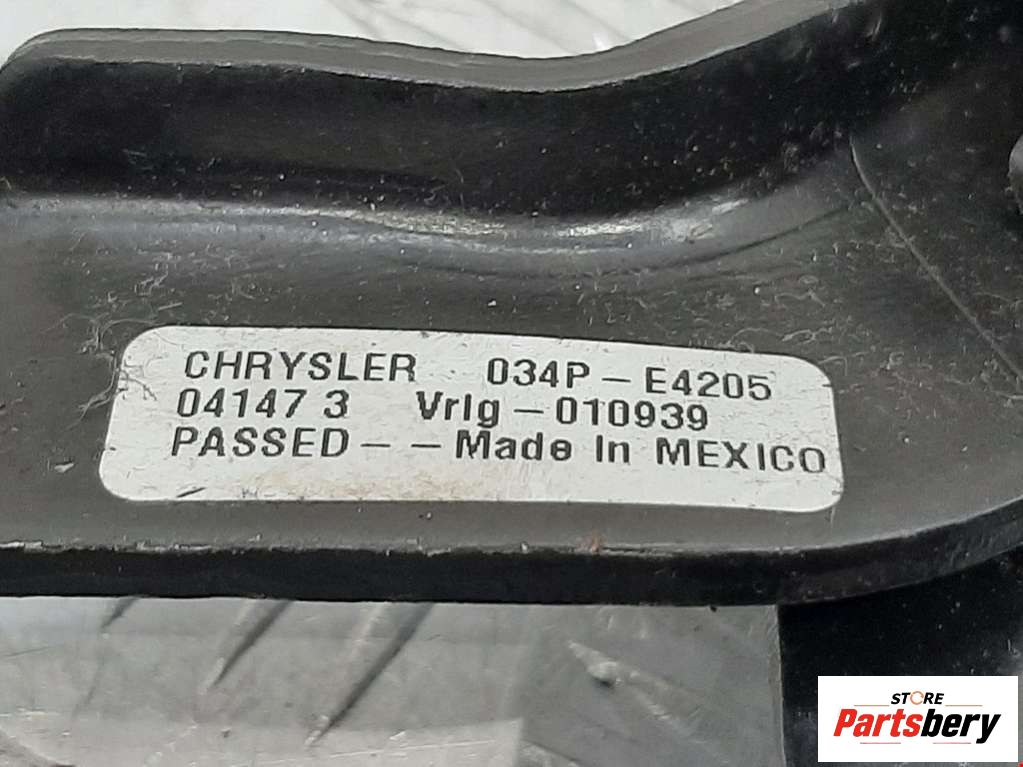 CHRYSLER 034P - E4205
04147 3 Vrlg - 010939
PASSED - - Made In MEXICO
STORE
Partsbery